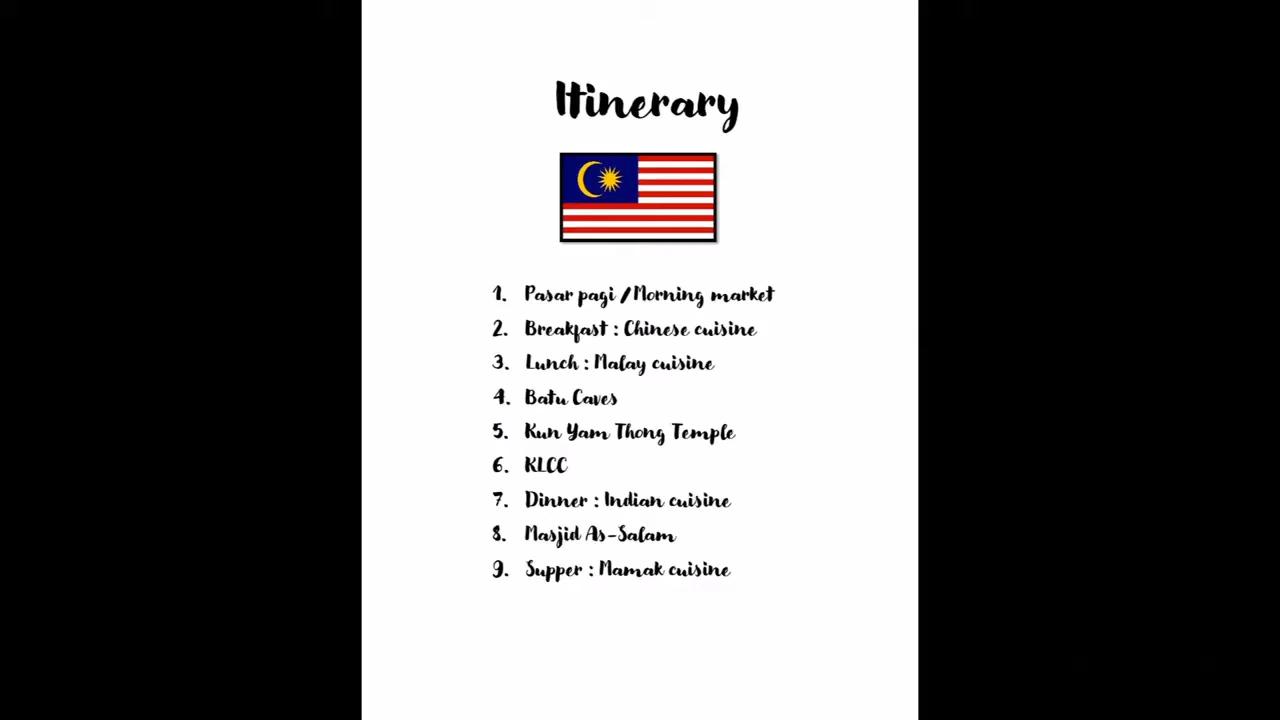 Itinerary
1. Pasar pagi / Morning market
2. Breakfast : Chinese cuisine
3. Lunch : Malay cuisine
4. Batu Caves
5. Kun Yam Thong Temple
6. KLCC
7. Dinner : Indian cuisine
8. Masjid As-Salam
9. Supper : Mamak cuisine